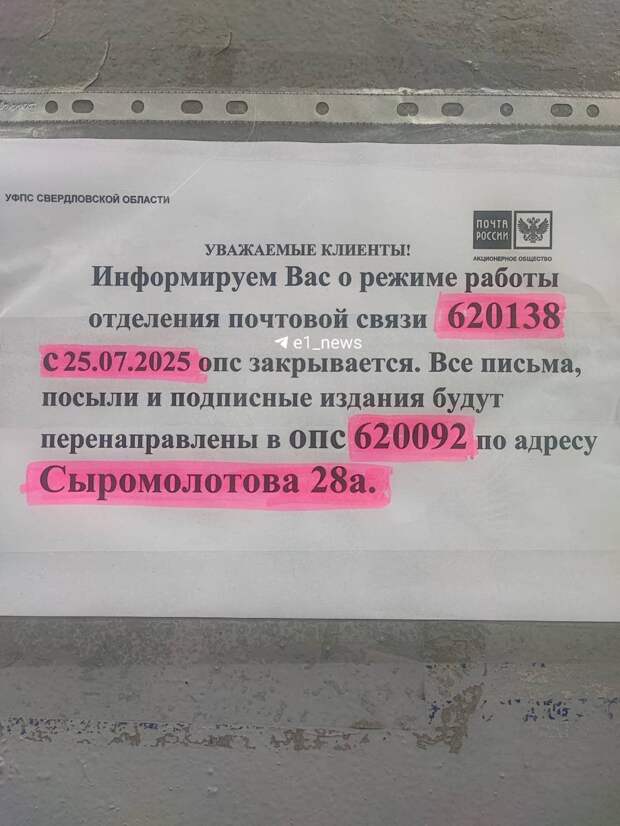 УФПС СВЕРДЛОВСКОЙ ОБЛАСТИ
ПОЧТА
РОССИИ
АКЦИОНЕРНОЕ ОБЩЕСТВО
УВАЖАЕМЫЕ КЛИЕНТЫ!
Информируем Вас о режиме работы
отделения почтовой связи 620138
e1_news
С 25.07.2025 опс закрывается. Все письма,
посыли и подписные издания будут
перенаправлены в ОПС 620092 по адресу
Сыромолотова 28а.